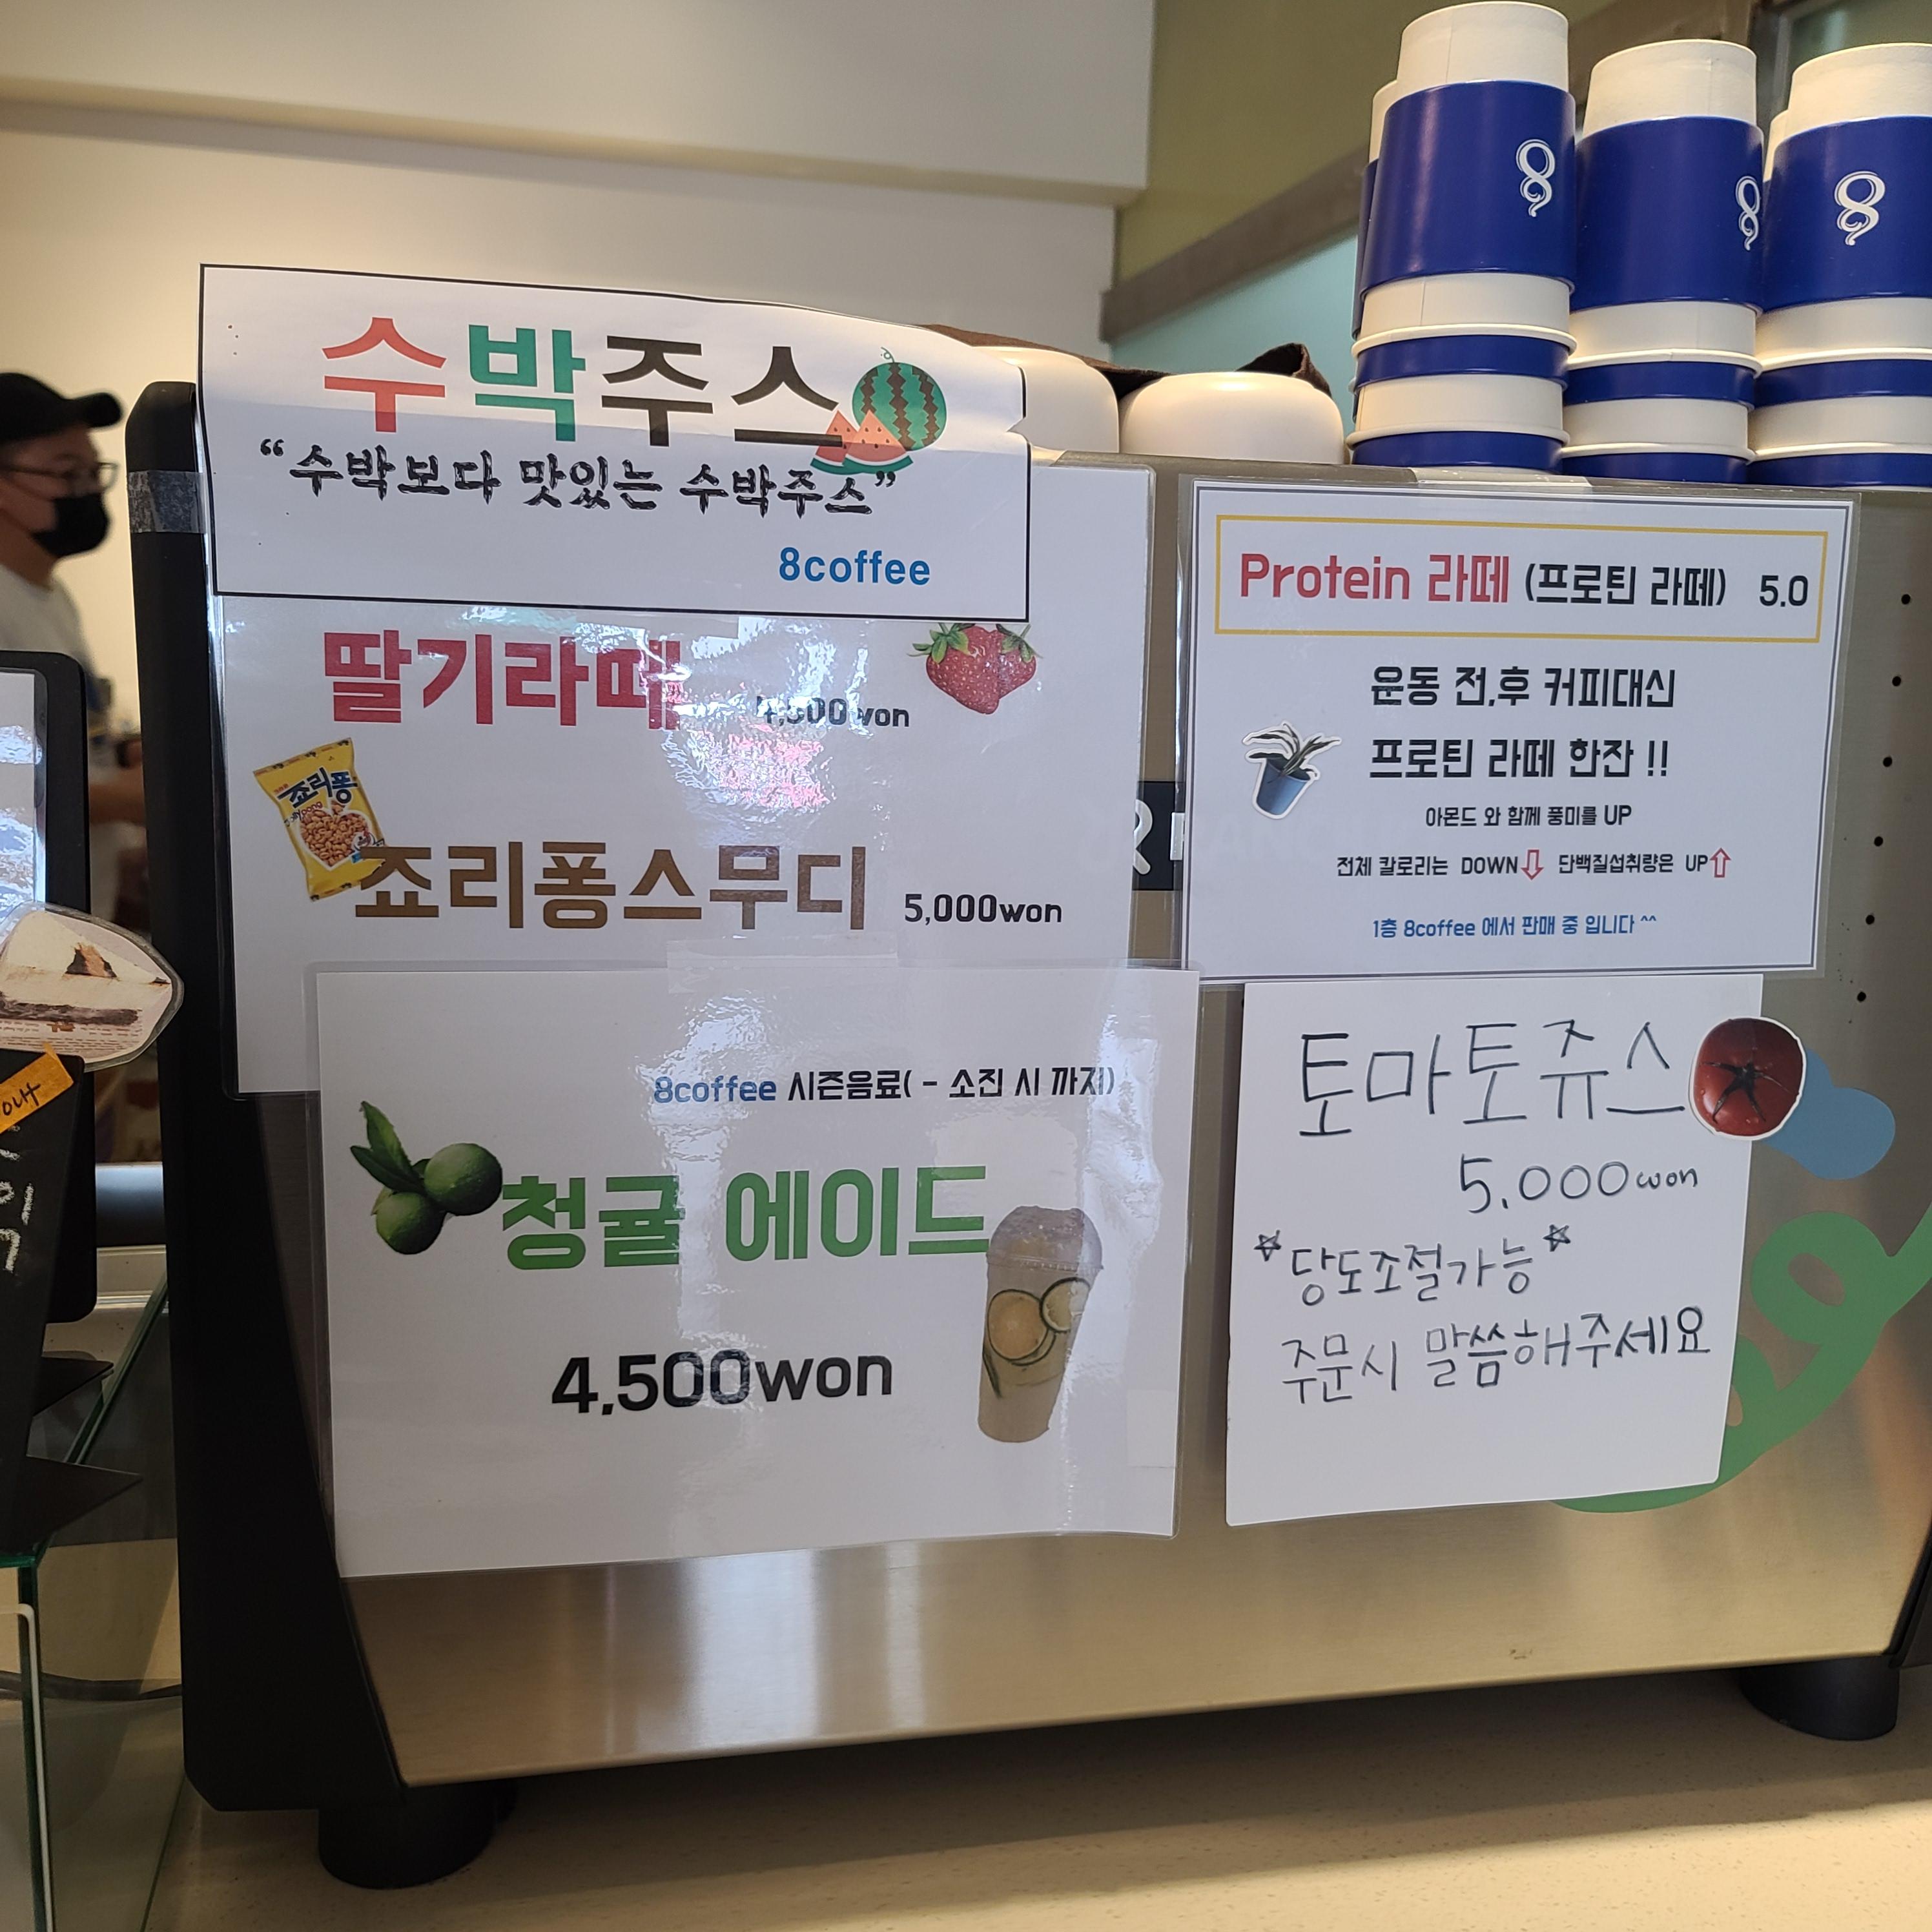 수박주스
“수박보다 맛있는 수박주스”
8coffee
딸기라떼 4,500won
죠리퐁
죠리퐁스무디 5,000won
8coffee 시즌음료( - 소진 시 까지)
청귤 에이드
4,500won
Protein 라떼 (프로틴 라떼) 5.0
운동 전,후 커피대신
프로틴 라떼 한잔 !!
아몬드 와 함께 풍미를 UP
전체 칼로리는 DOWN 단백질섭취량은 UP
1층 8coffee 에서 판매 중 입니다 ^^
토마토쥬스
5,000won
*당도조절가능*
주문시 말씀해주세요
8
8
8